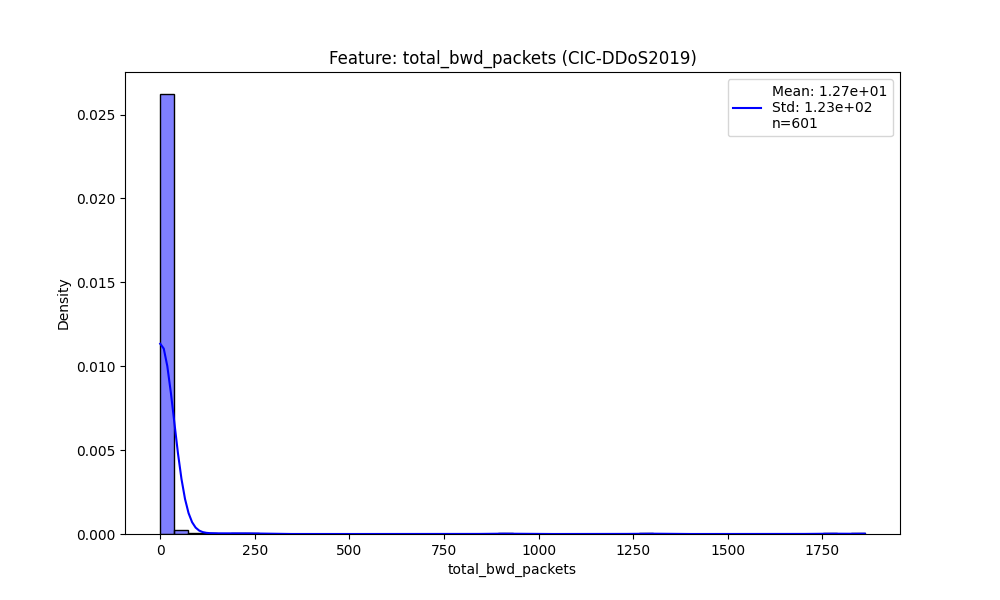 Feature: total_bwd_packets (CIC-DDoS2019)
Mean: 1.27e+01
Std: 1.23e+02
n=601
Density
0.025
0.020
0.015
0.010
0.005
0.000
0 250 500 750 1000 1250 1500 1750
total_bwd_packets